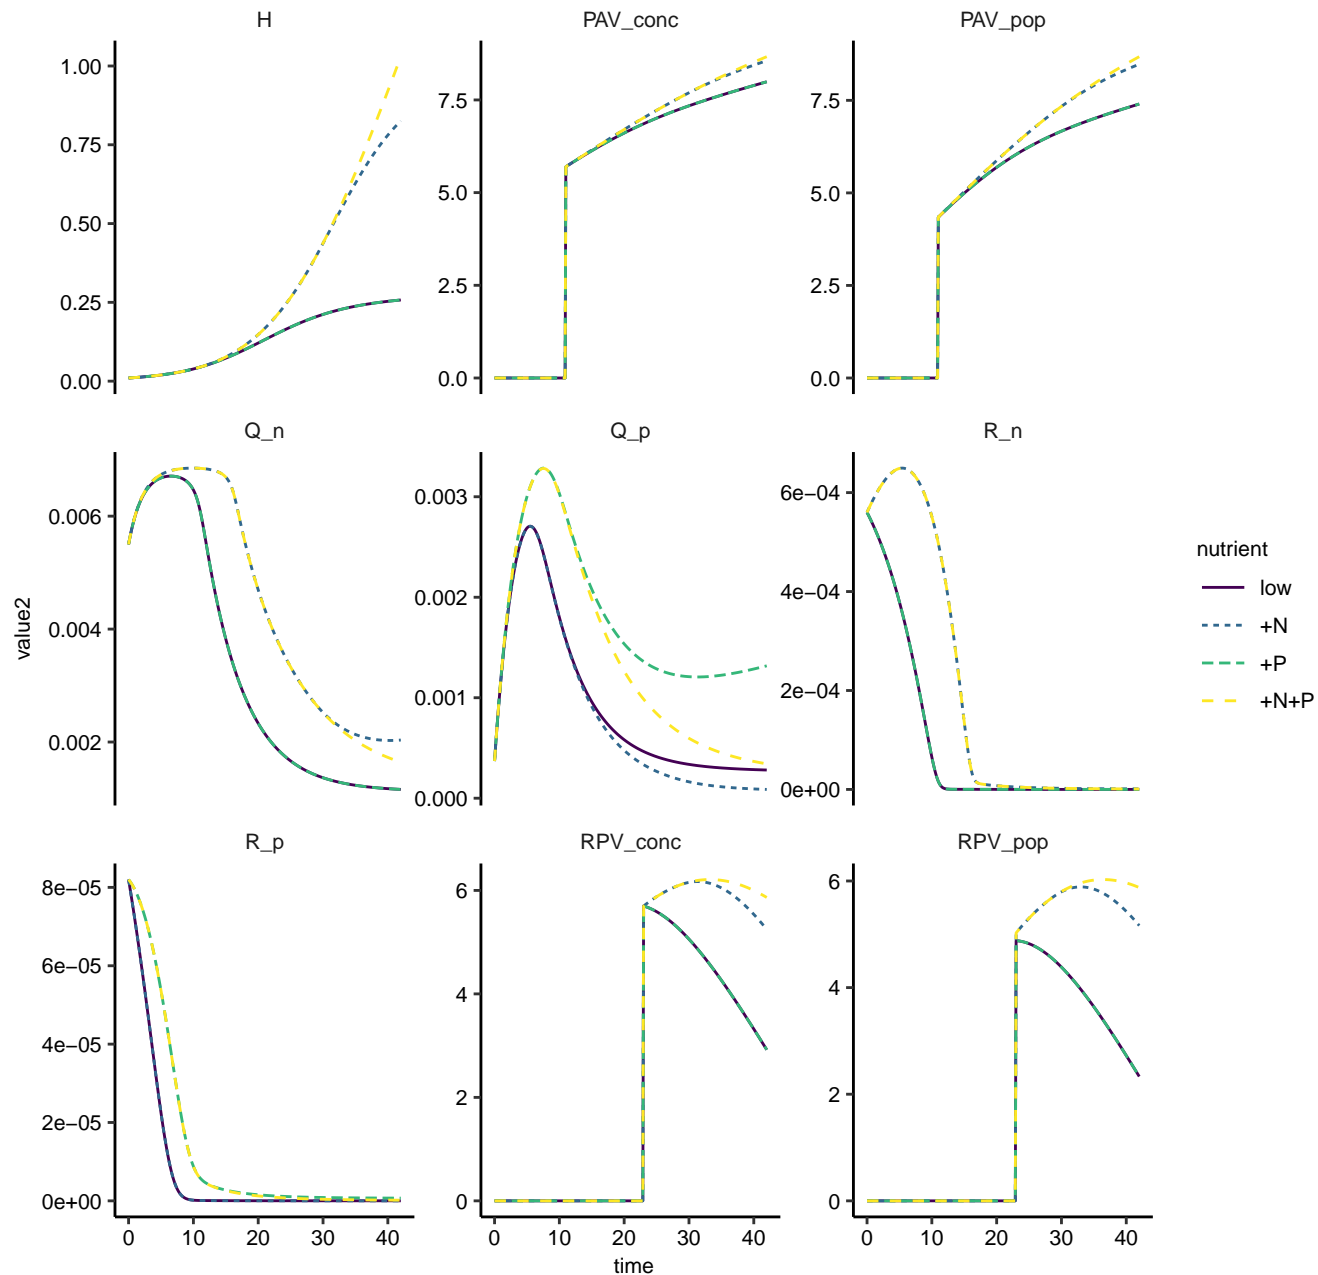 H
PAV_conc
PAV_pop
1.00
0.75
0.50
0.25
0.00
7.5
5.0
2.5
0.0
7.5
5.0
2.5
0.0
Q_n
Q_p
R_n
0.006
0.004
0.002
0.003
0.002
0.001
0.000
6e−04
4e−04
2e−04
0e+00
value2
R_p
RPV_conc
RPV_pop
8e−05
6e−05
4e−05
2e−05
0e+00
6
4
2
0
6
4
2
0
0 10 20 30 40
0 10 20 30 40
0 10 20 30 40
time
nutrient
low
+N
+P
+N+P